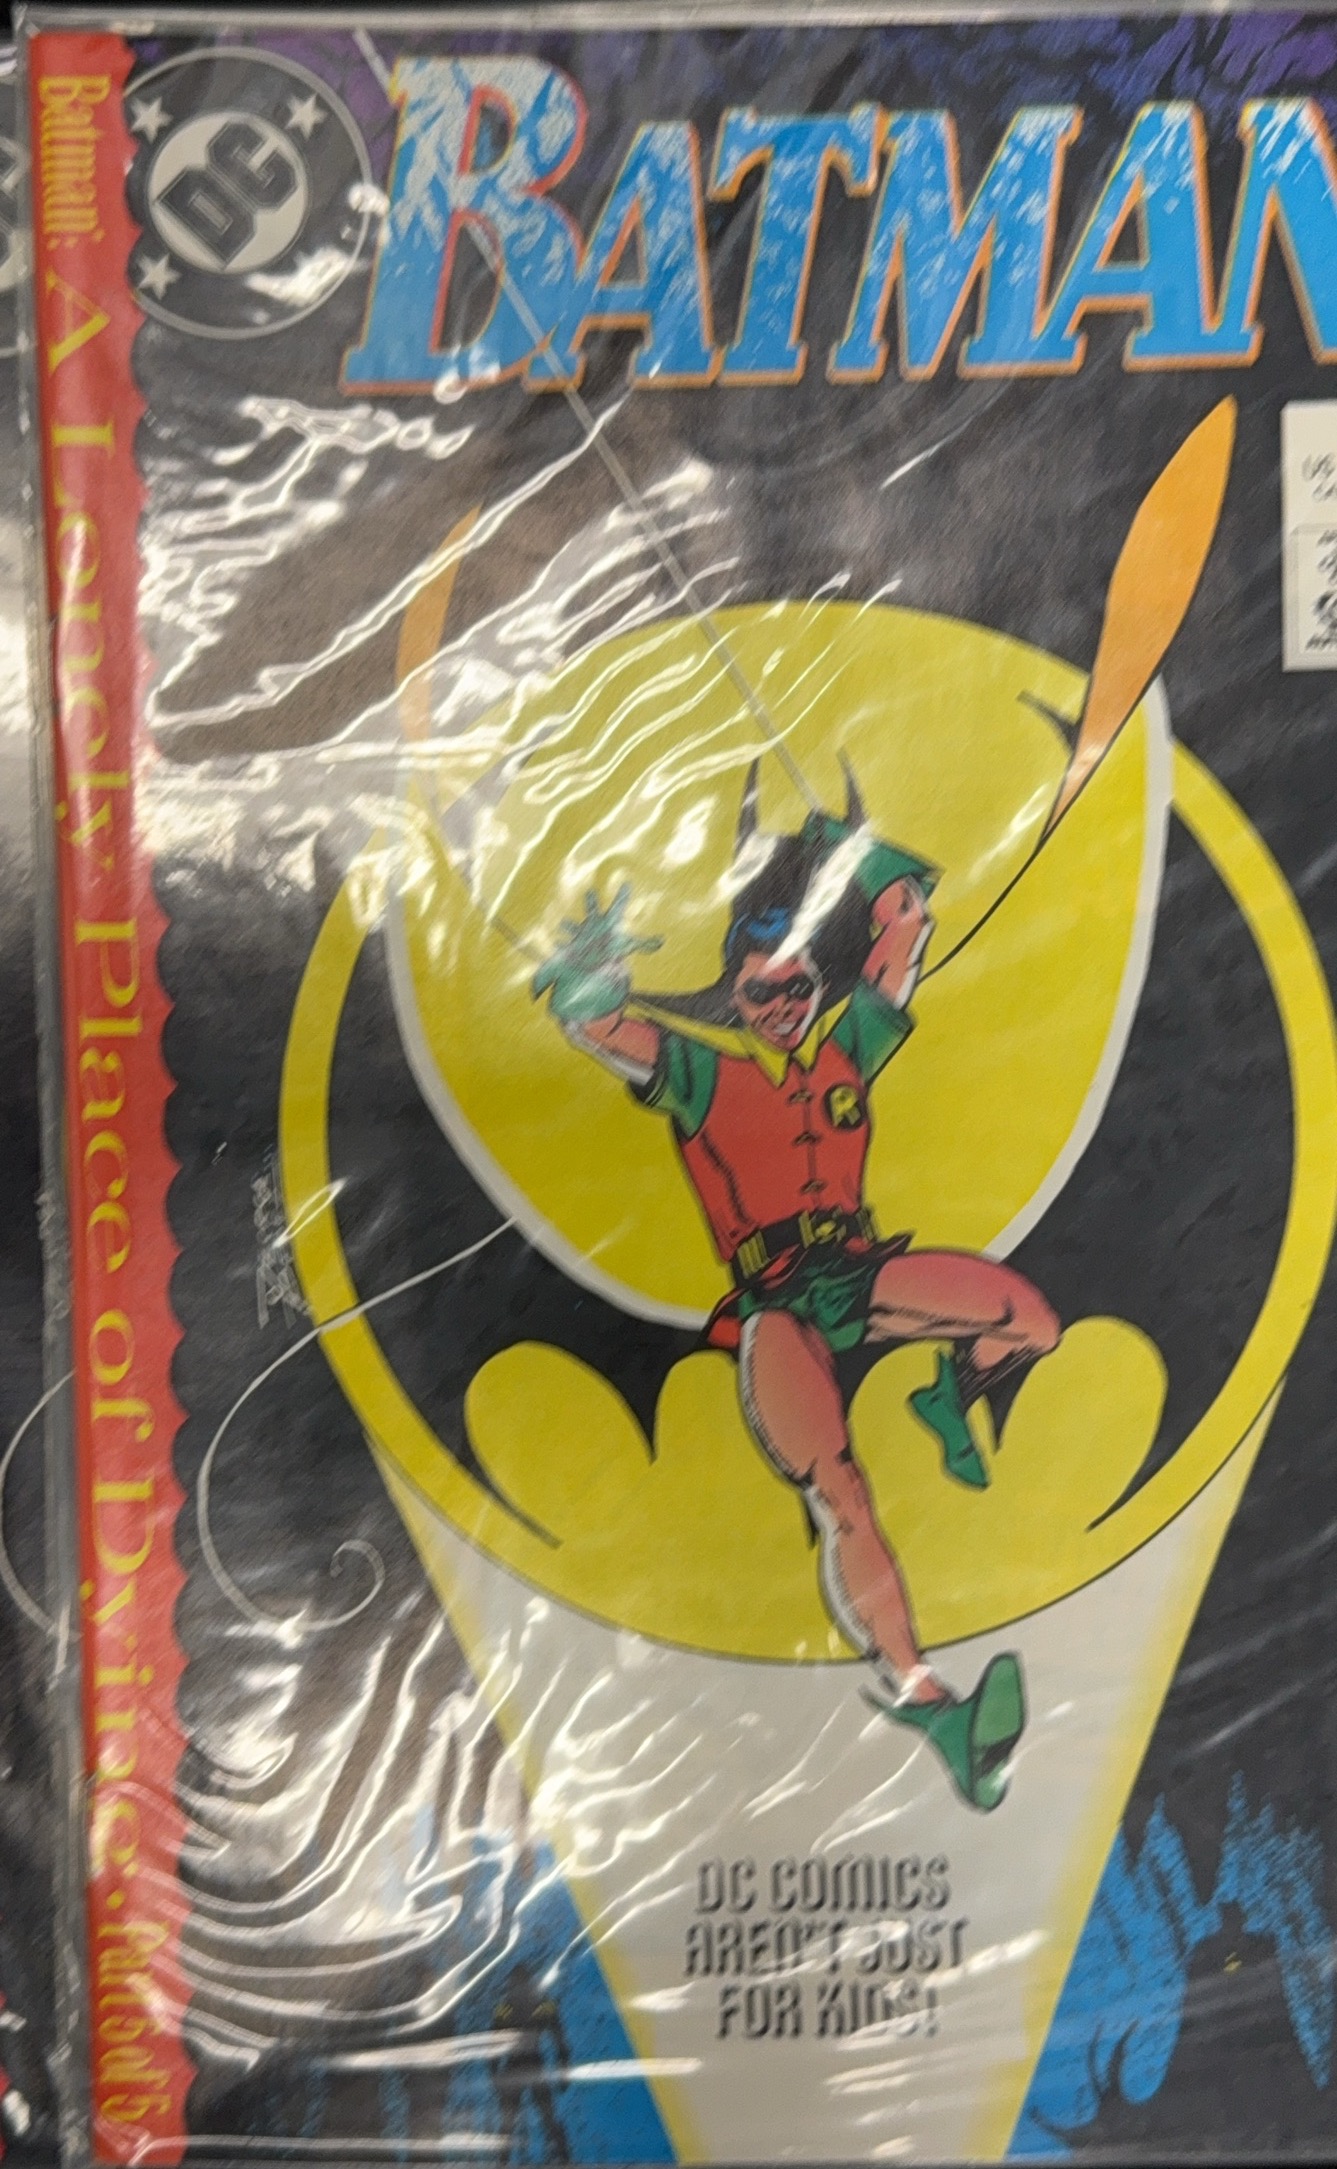 DC
BATMAN
Batman: A Lonely Place of Dying. Part 5 of 5
R
DC COMICS
AREN'T JUST
FOR KIDS!